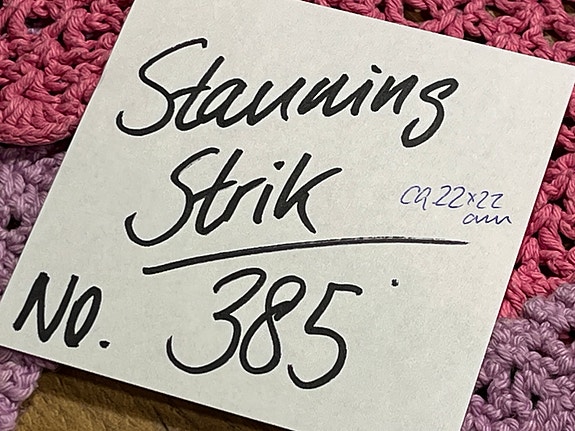 Stauning
Strik
ca 22x22
cm
No. 385